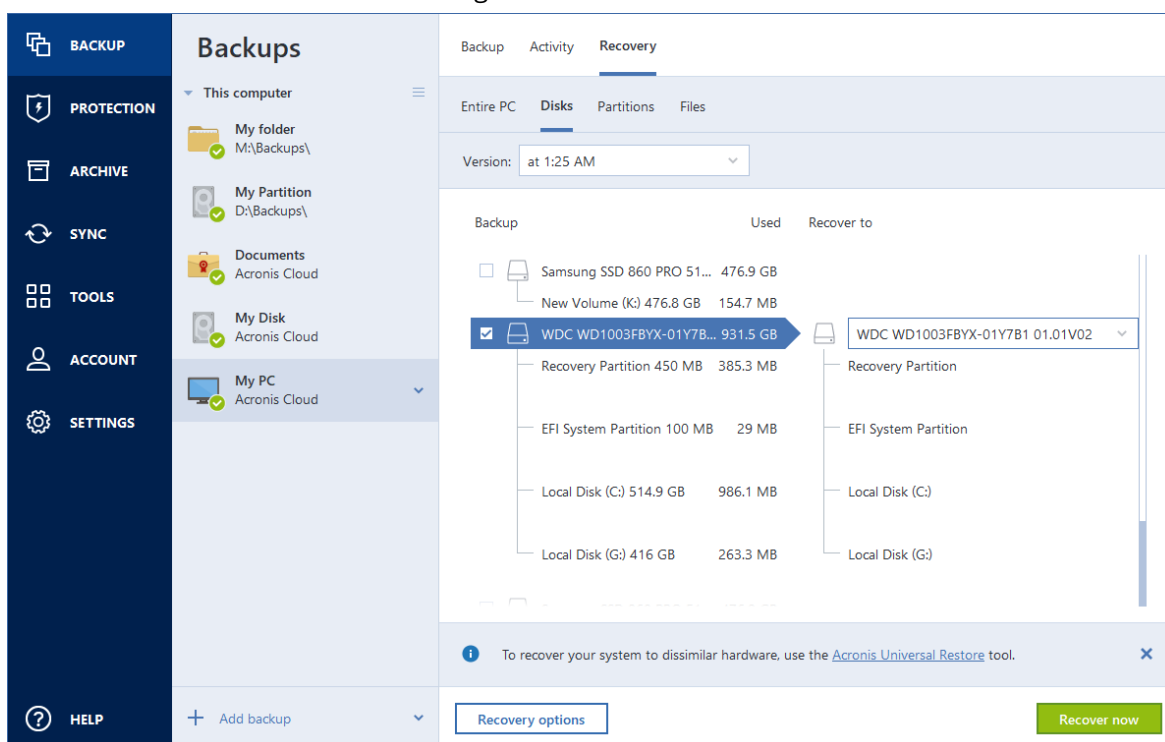 BACKUP
PROTECTION
ARCHIVE
SYNC
TOOLS
ACCOUNT
SETTINGS
HELP
Backups
This computer
My folder
M:\Backups\
My Partition
D:\Backups\
Documents
Acronis Cloud
My Disk
Acronis Cloud
My PC
Acronis Cloud
Add backup
Backup Activity Recovery
Entire PC Disks Partitions Files
Version: at 1:25 AM
Backup Used Recover to
Samsung SSD 860 PRO 51... 476.9 GB
New Volume (K:) 476.8 GB 154.7 MB
WDC WD1003FBYX-01Y7B... 931.5 GB WDC WD1003FBYX-01Y7B1 01.01V02
Recovery Partition 450 MB 385.3 MB Recovery Partition
EFI System Partition 100 MB 29 MB EFI System Partition
Local Disk (C:) 514.9 GB 986.1 MB Local Disk (C:)
Local Disk (G:) 416 GB 263.3 MB Local Disk (G:)
To recover your system to dissimilar hardware, use the Acronis Universal Restore tool.
Recovery options Recover now